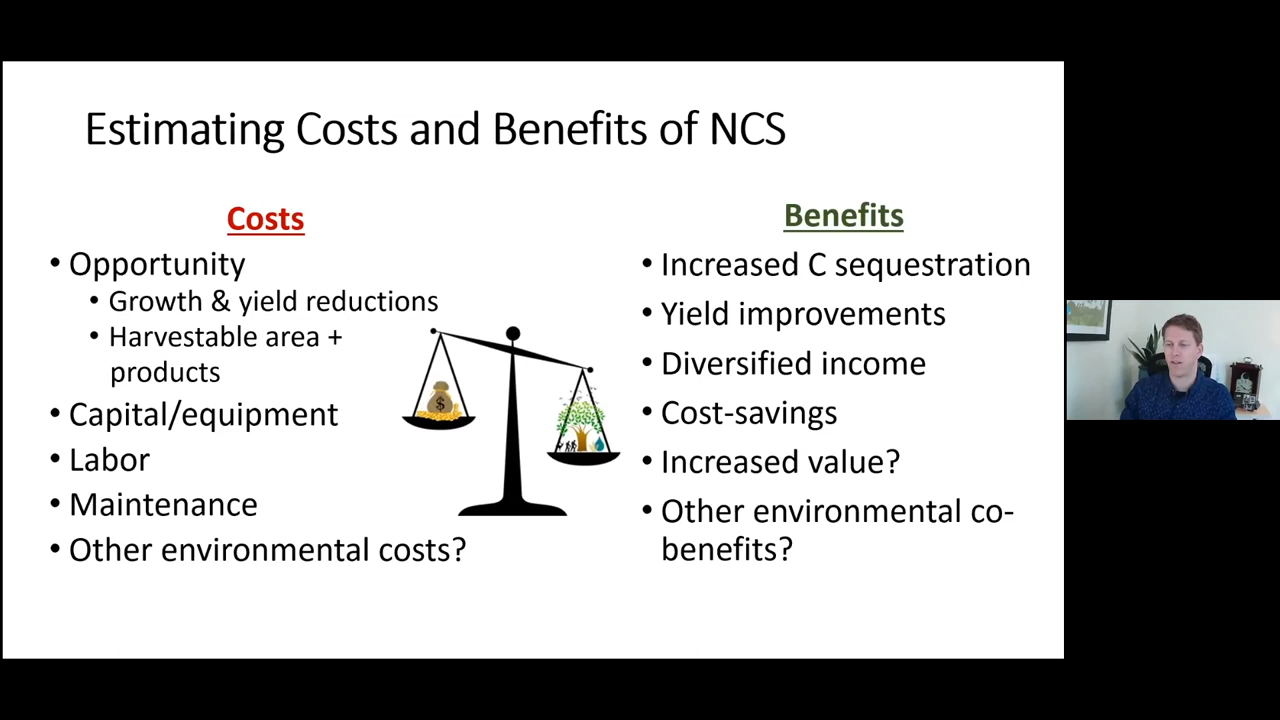 Estimating Costs and Benefits of NCS
Costs
• Opportunity
• Growth & yield reductions
• Harvestable area +
products
• Capital/equipment
• Labor
• Maintenance
• Other environmental costs?
$
Benefits
• Increased C sequestration
• Yield improvements
• Diversified income
• Cost-savings
• Increased value?
• Other environmental co-
benefits?